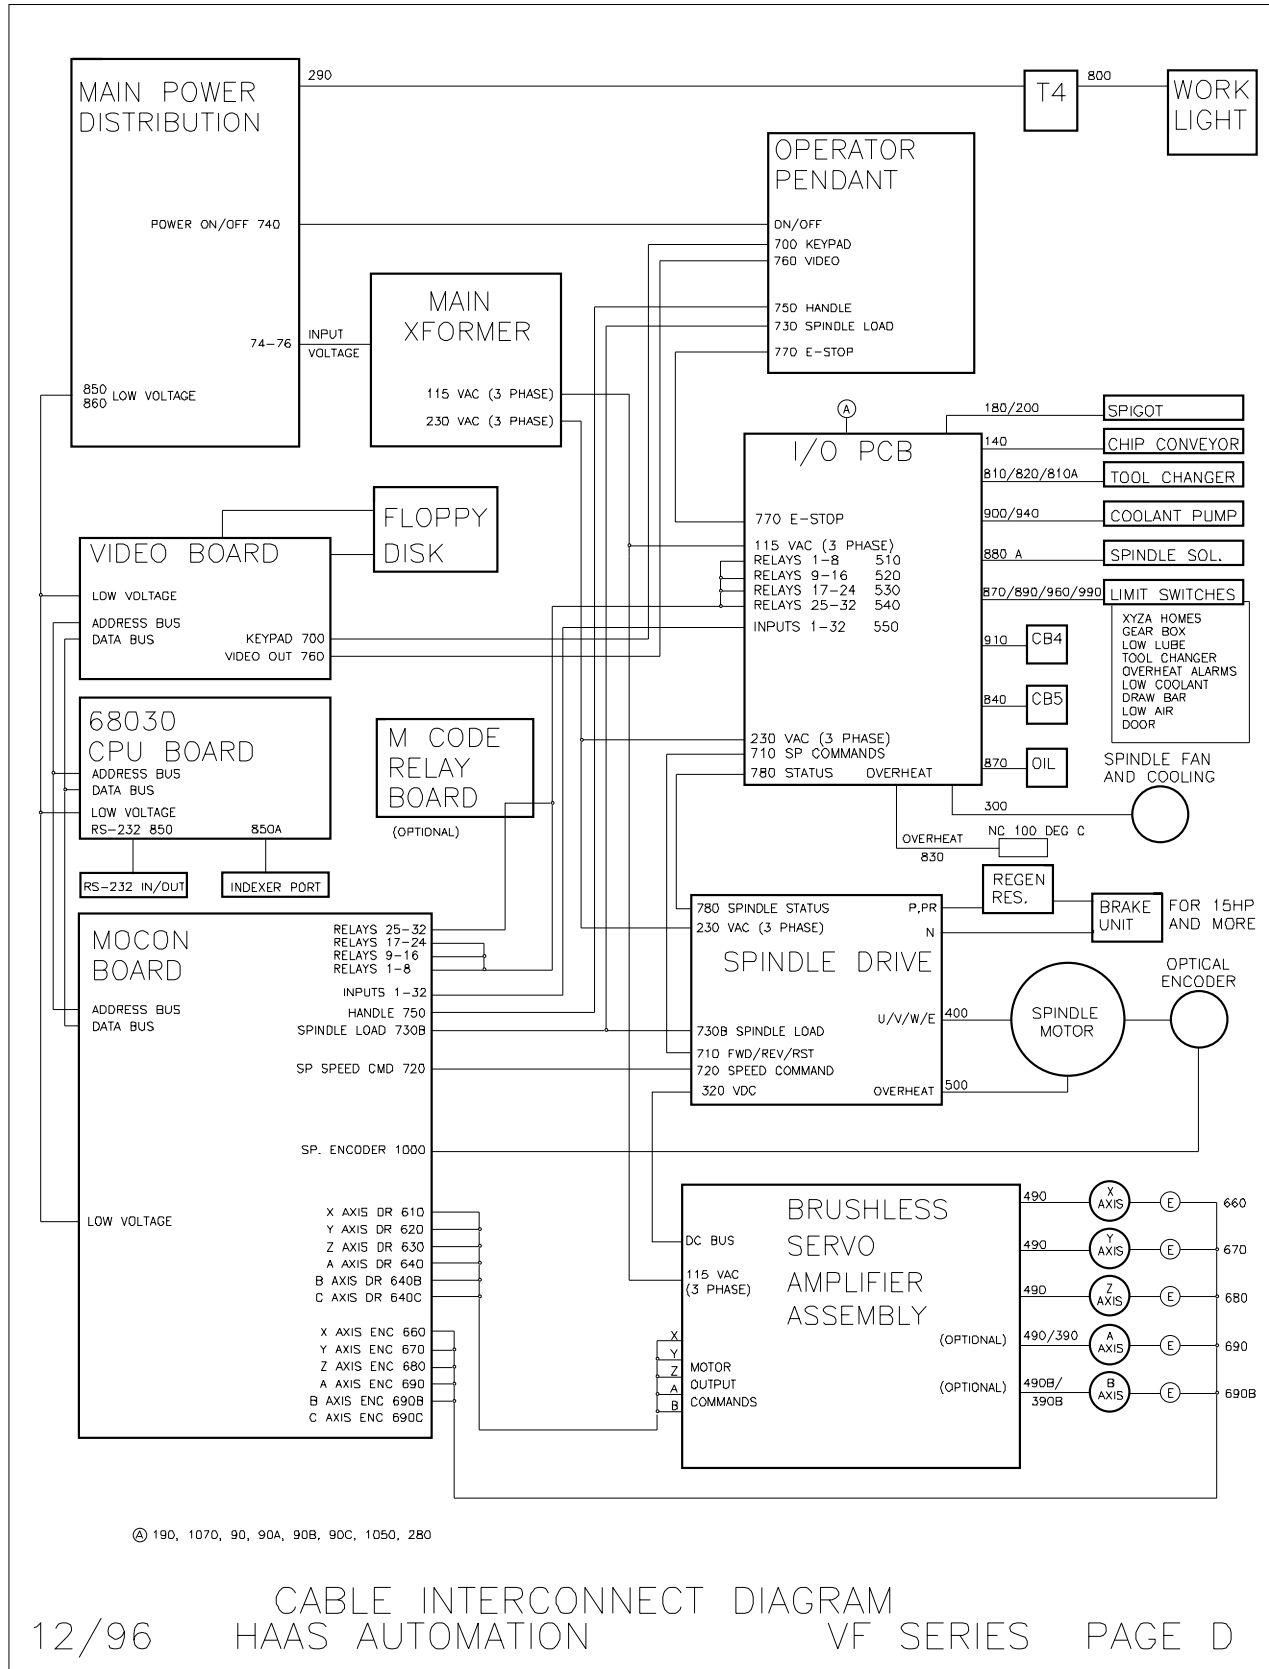 MAIN POWER
DISTRIBUTION
POWER ON/OFF 740
74-76
850
860
LOW VOLTAGE
290
T4
800
WORK
LIGHT
INPUT
VOLTAGE
MAIN
XFORMER
115 VAC (3 PHASE)
230 VAC (3 PHASE)
OPERATOR
PENDANT
ON/OFF
700 KEYPAD
760 VIDEO
750 HANDLE
730 SPINDLE LOAD
770 E-STOP
FLOPPY
DISK
VIDEO BOARD
LOW VOLTAGE
ADDRESS BUS
DATA BUS
KEYPAD 700
VIDEO OUT 760
A
I/O PCB
770 E-STOP
115 VAC (3 PHASE)
RELAYS 1-8 510
RELAYS 9-16 520
RELAYS 17-24 530
RELAYS 25-32 540
INPUTS 1-32 550
230 VAC (3 PHASE)
710 SP COMMANDS
780 STATUS OVERHEAT
180/200
SPIGOT
140
CHIP CONVEYOR
810/820/810A
TOOL CHANGER
900/940
COOLANT PUMP
880 A
SPINDLE SOL.
870/890/960/990
LIMIT SWITCHES
XYZA HOMES
GEAR BOX
LOW LUBE
TOOL CHANGER
OVERHEAT ALARMS
LOW COOLANT
DRAW BAR
LOW AIR
DOOR
910
CB4
840
CB5
870
OIL
SPINDLE FAN
AND COOLING
300
OVERHEAT
830
NC 100 DEG C
68030
CPU BOARD
ADDRESS BUS
DATA BUS
LOW VOLTAGE
RS-232 850 850A
RS-232 IN/OUT
INDEXER PORT
M CODE
RELAY
BOARD
(OPTIONAL)
MOCON
BOARD
RELAYS 25-32
RELAYS 17-24
RELAYS 9-16
RELAYS 1-8
INPUTS 1-32
HANDLE 750
SPINDLE LOAD 730B
ADDRESS BUS
DATA BUS
SP SPEED CMD 720
SP. ENCODER 1000
LOW VOLTAGE
X AXIS DR 610
Y AXIS DR 620
Z AXIS DR 630
A AXIS DR 640
B AXIS DR 640B
C AXIS DR 640C
X AXIS ENC 660
Y AXIS ENC 670
Z AXIS ENC 680
A AXIS ENC 690
B AXIS ENC 690B
C AXIS ENC 690C
780 SPINDLE STATUS P,PR
230 VAC (3 PHASE) N
SPINDLE DRIVE
U/V/W/E
730B SPINDLE LOAD
710 FWD/REV/RST
720 SPEED COMMAND
320 VDC OVERHEAT
REGEN
RES.
BRAKE
UNIT
FOR 15HP
AND MORE
400
500
SPINDLE
MOTOR
OPTICAL
ENCODER
BRUSHLESS
SERVO
AMPLIFIER
ASSEMBLY
DC BUS
115 VAC
(3 PHASE)
X
Y
Z
A
B
MOTOR
OUTPUT
COMMANDS
(OPTIONAL)
(OPTIONAL)
490
X
AXIS
E
660
490
Y
AXIS
E
670
490
Z
AXIS
E
680
490/390
A
AXIS
E
690
490B/
390B
B
AXIS
E
690B
A 190, 1070, 90, 90A, 90B, 90C, 1050, 280
CABLE INTERCONNECT DIAGRAM
12/96 HAAS AUTOMATION VF SERIES PAGE D